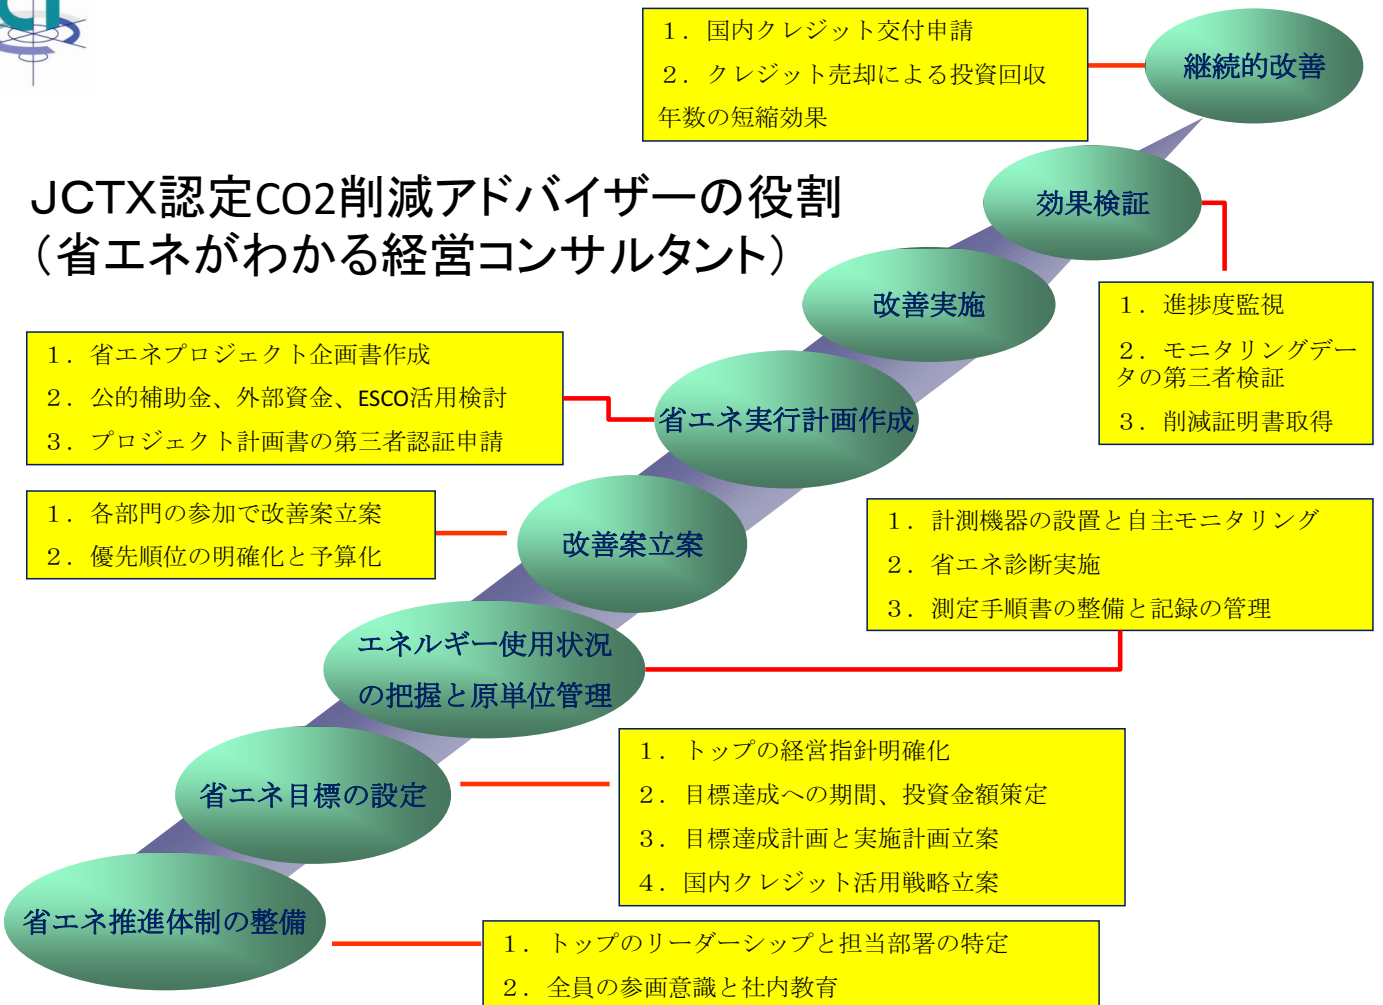 1．国内クレジット交付申請
2．クレジット売却による投資回収
年数の短縮効果
継続的改善
JCTX認定CO2削減アドバイザーの役割
（省エネがわかる経営コンサルタント）
効果検証
改善実施
1．進捗度監視
2．モニタリングデー
タの第三者検証
3．削減証明書取得
1．省エネプロジェクト企画書作成
2．公的補助金、外部資金、ESCO活用検討
3．プロジェクト計画書の第三者認証申請
省エネ実行計画作成
1．各部門の参加で改善案立案
2．優先順位の明確化と予算化
改善案立案
1．計測機器の設置と自主モニタリング
2．省エネ診断実施
3．測定手順書の整備と記録の管理
エネルギー使用状況
の把握と原単位管理
省エネ目標の設定
1．トップの経営指針明確化
2．目標達成への期間、投資金額策定
3．目標達成計画と実施計画立案
4．国内クレジット活用戦略立案
省エネ推進体制の整備
1．トップのリーダーシップと担当部署の特定
2．全員の参画意識と社内教育